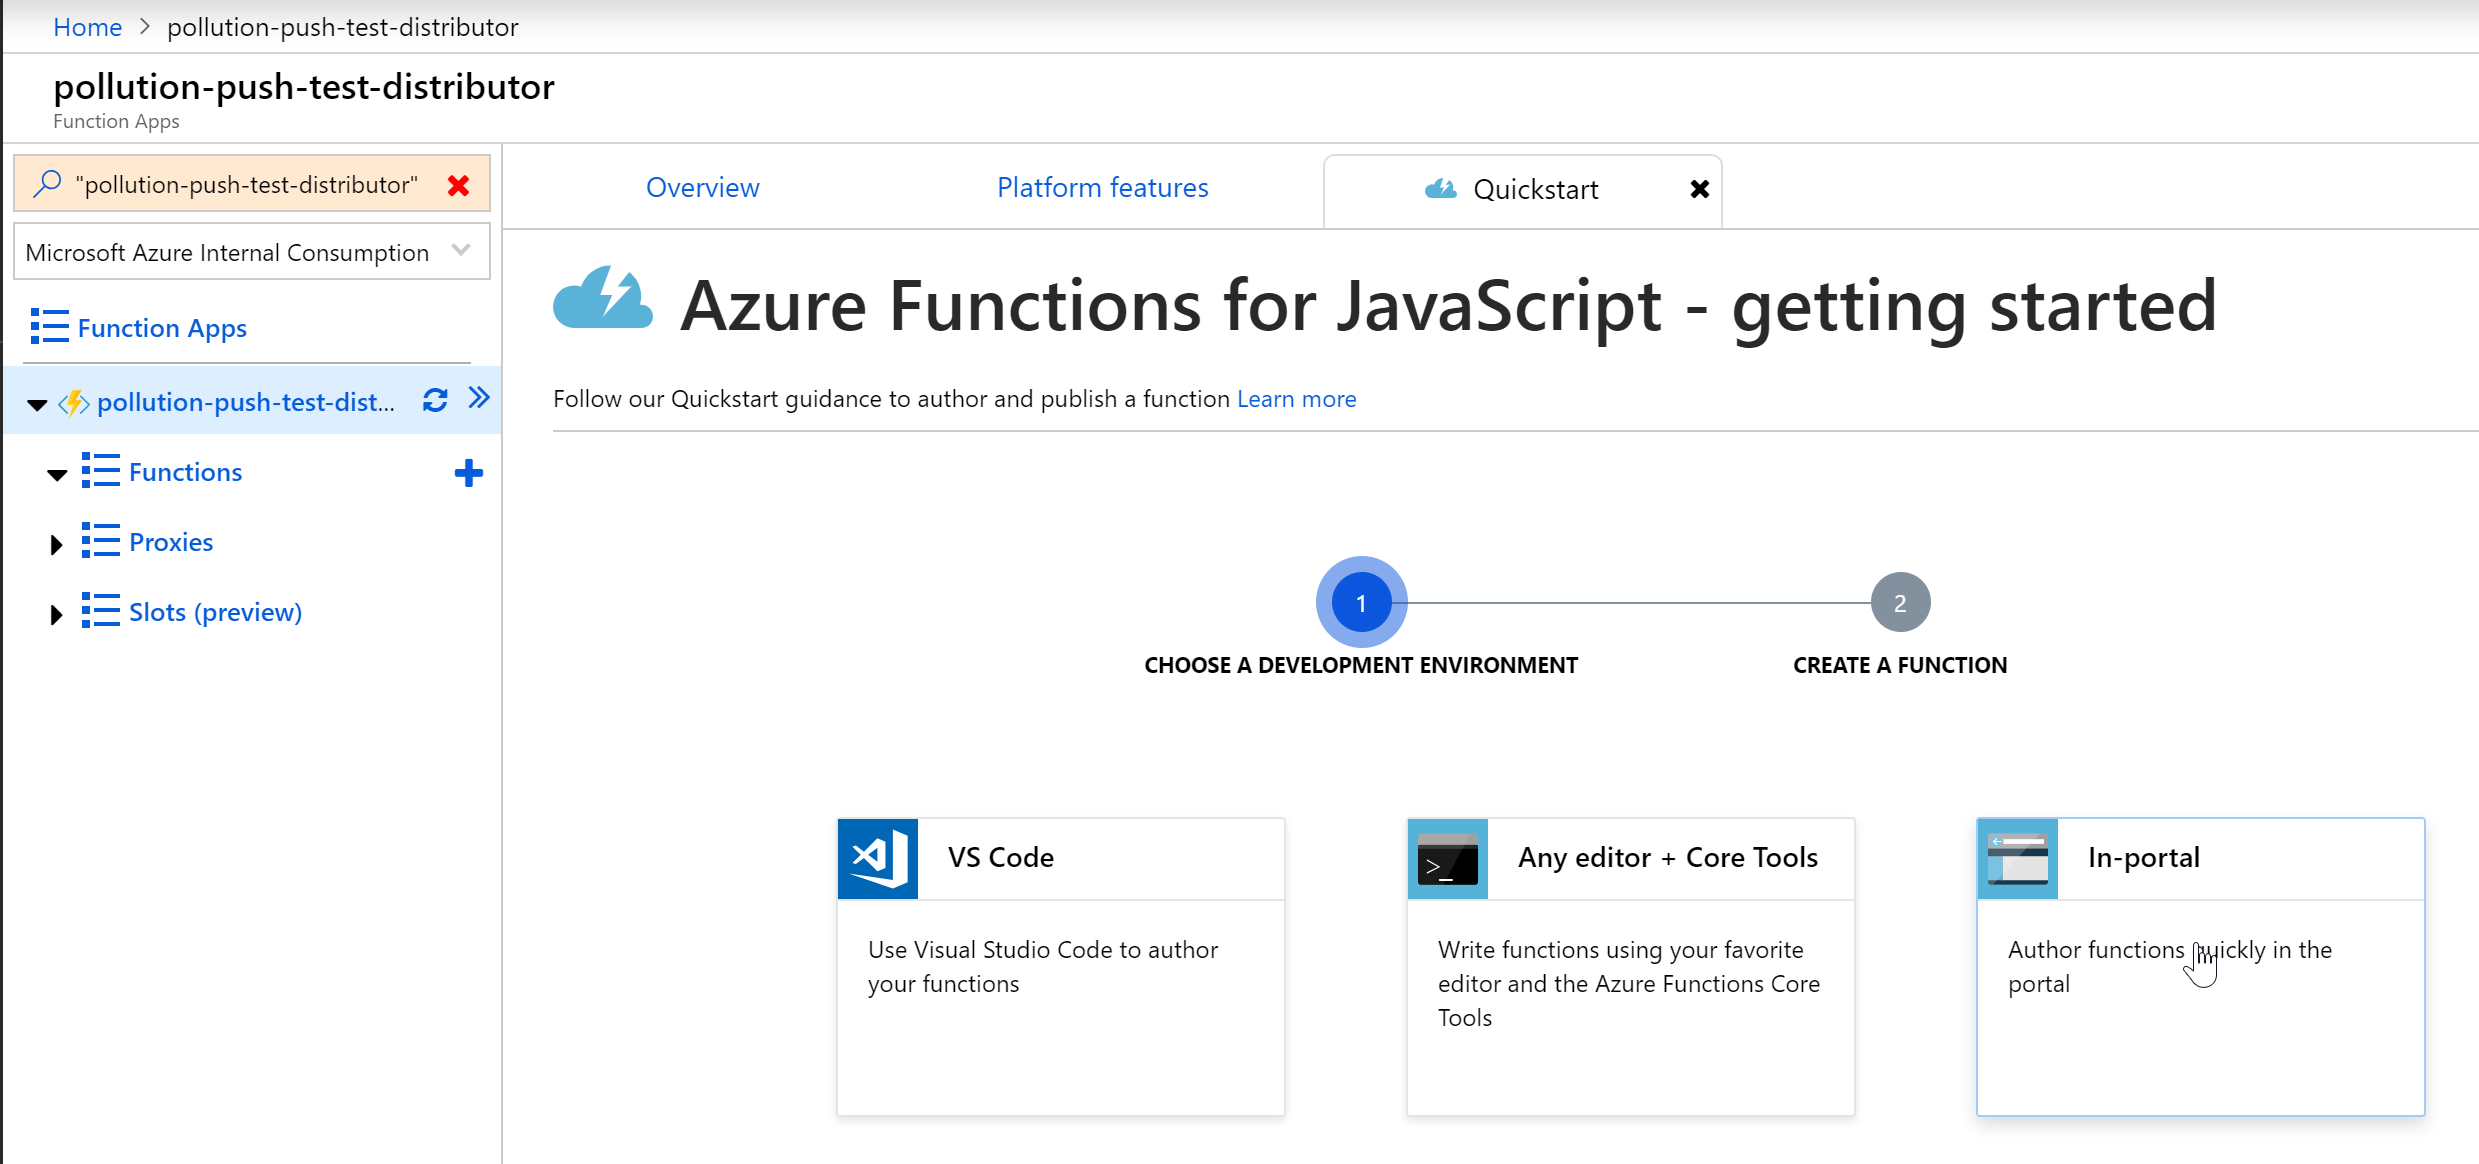 Home > pollution-push-test-distributor
pollution-push-test-distributor
Function Apps
"pollution-push-test-distributor"
Microsoft Azure Internal Consumption
Function Apps
pollution-push-test-dist...
Functions
Proxies
Slots (preview)
Overview
Platform features
Quickstart
Azure Functions for JavaScript - getting started
Follow our Quickstart guidance to author and publish a function Learn more
1
2
CHOOSE A DEVELOPMENT ENVIRONMENT
CREATE A FUNCTION
VS Code
Use Visual Studio Code to author
your functions
Any editor + Core Tools
Write functions using your favorite
editor and the Azure Functions Core
Tools
In-portal
Author functions quickly in the
portal